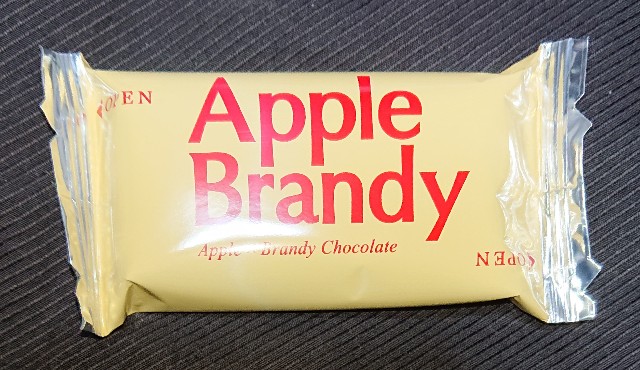 OPEN
Apple
Brandy
Apple Brandy Chocolate
OPEN